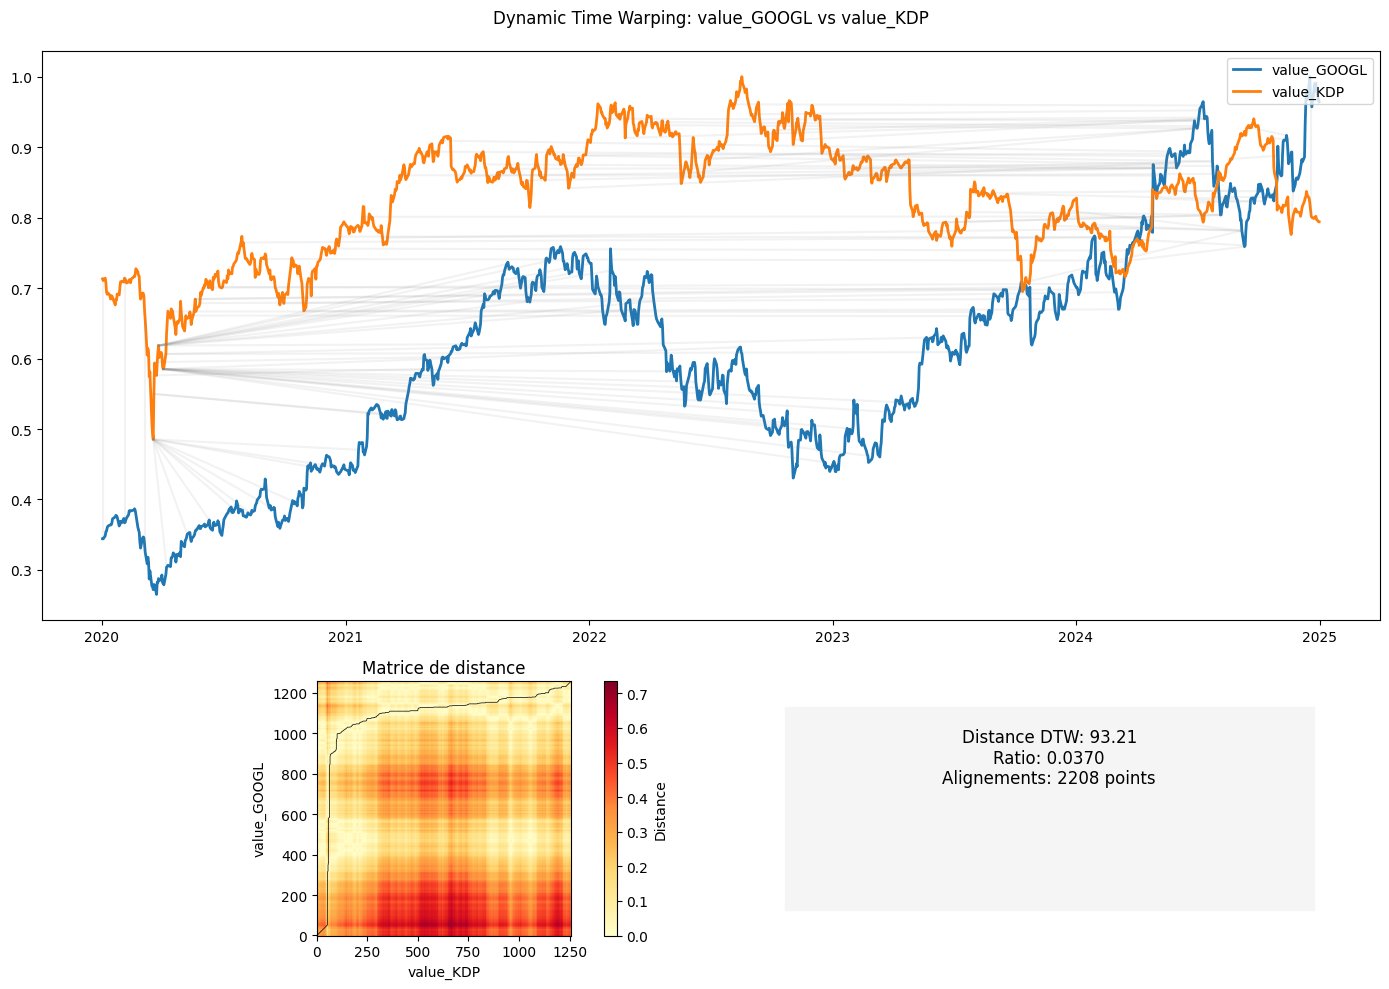 Dynamic Time Warping: value_GOOGL vs value_KDP
value_GOOGL
value_KDP
1.0
0.9
0.8
0.7
0.6
0.5
0.4
0.3
2020 2021 2022 2023 2024 2025
Matrice de distance
value_GOOGL
1200
1000
800
600
400
200
0
0 250 500 750 1000 1250
value_KDP
0.7
0.6
0.5
0.4
0.3
0.2
0.1
0.0
Distance
Distance DTW: 93.21
Ratio: 0.0370
Alignements: 2208 points